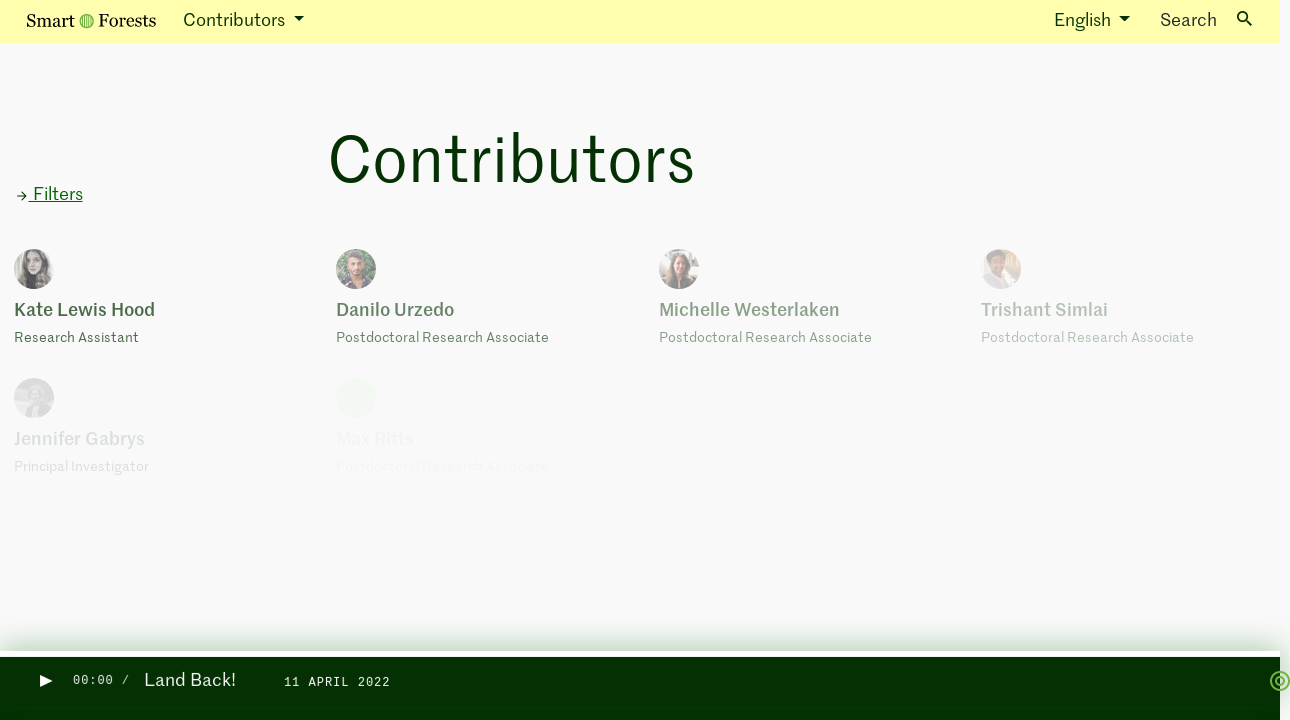 Smart Forests
Contributors
English
Search
Contributors
Filters
Kate Lewis Hood
Research Assistant
Danilo Urzedo
Postdoctoral Research Associate
Michelle Westerlaken
Postdoctoral Research Associate
Trishant Simlai
Postdoctoral Research Associate
Jennifer Gabrys
Principal Investigator
Max Ritts
Postdoctoral Research Associate
00:00 /
Land Back!
11 APRIL 2022